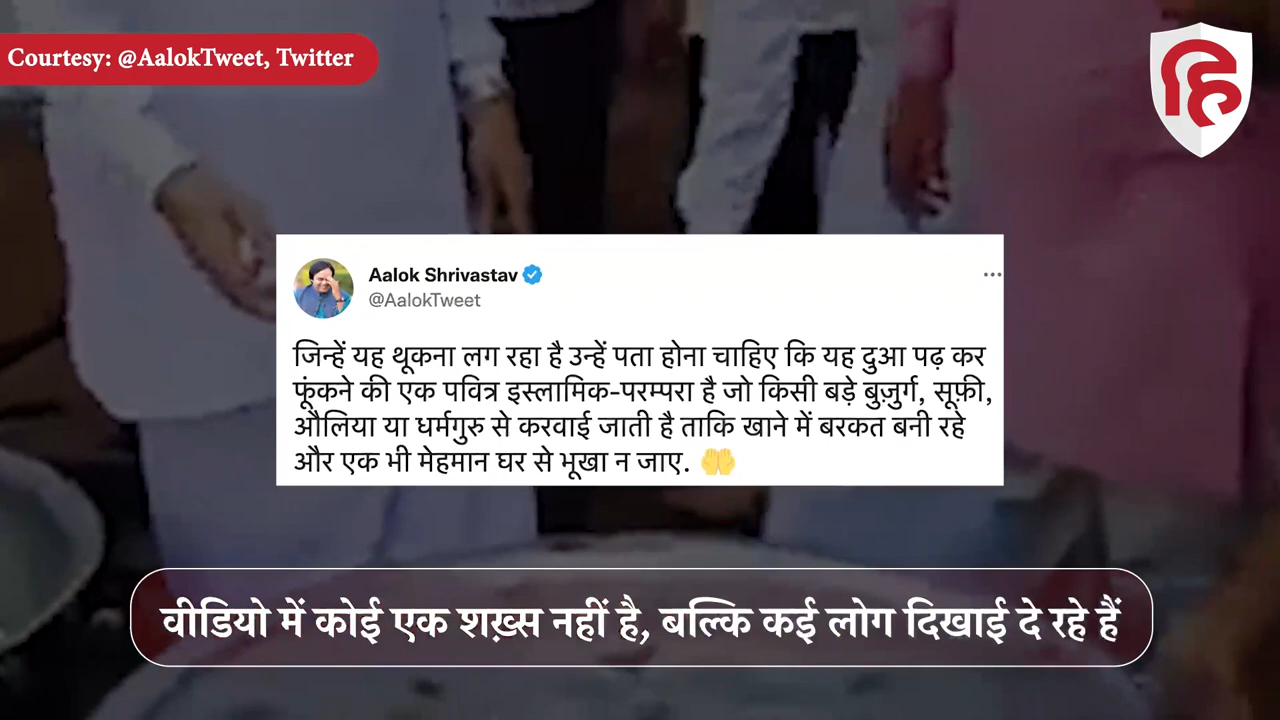 Courtesy: @AalokTweet, Twitter
हि
Aalok Shrivastav
@AalokTweet
जिन्हें यह थूकना लग रहा है उन्हें पता होना चाहिए कि यह दुआ पढ़ कर
फूंकने की एक पवित्र इस्लामिक-परम्परा है जो किसी बड़े बुज़ुर्ग, सूफ़ी,
औलिया या धर्मगुरु से करवाई जाती है ताकि खाने में बरकत बनी रहे
और एक भी मेहमान घर से भूखा न जाए. 🤲
वीडियो में कोई एक शख़्स नहीं है, बल्कि कई लोग दिखाई दे रहे हैं